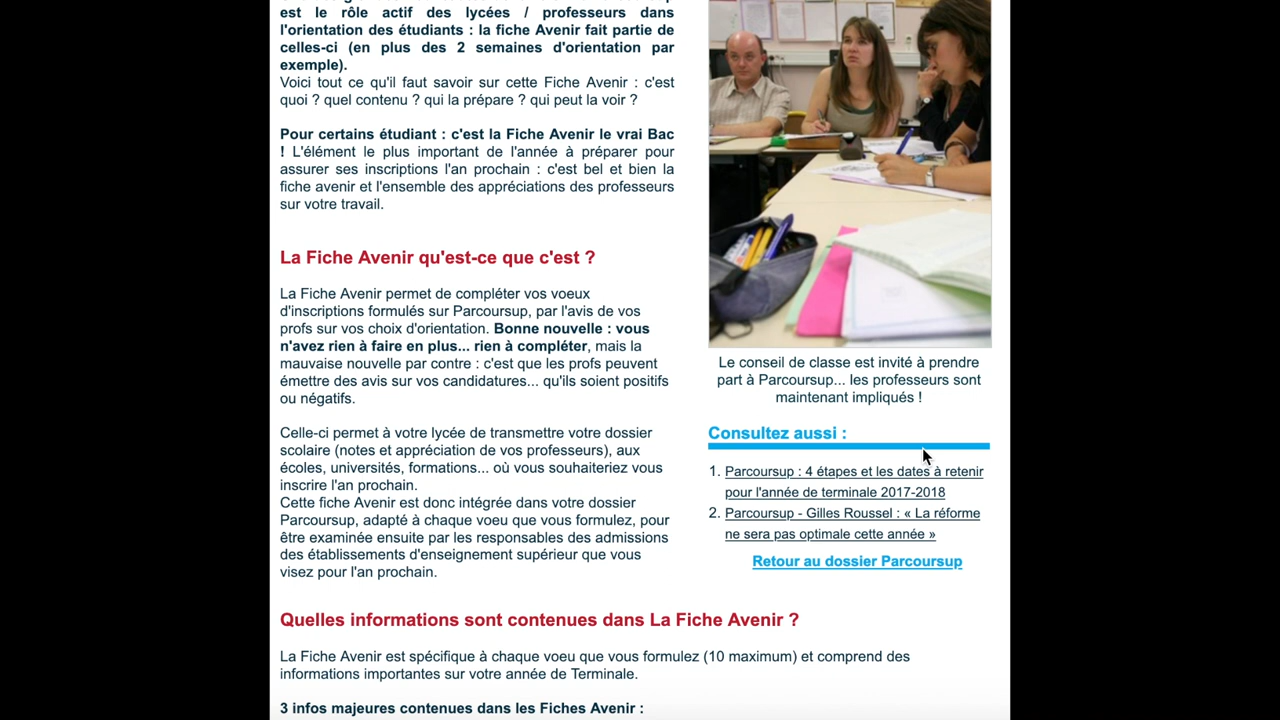 est le rôle actif des lycées / professeurs dans
l'orientation des étudiants : la fiche Avenir fait partie de
celles-ci (en plus des 2 semaines d'orientation par
exemple).
Voici tout ce qu'il faut savoir sur cette Fiche Avenir : c'est
quoi ? quel contenu ? qui la prépare ? qui peut la voir ?
Pour certains étudiant : c'est la Fiche Avenir le vrai Bac
! L'élément le plus important de l'année à préparer pour
assurer ses inscriptions l'an prochain : c'est bel et bien la
fiche avenir et l'ensemble des appréciations des professeurs
sur votre travail.
La Fiche Avenir qu'est-ce que c'est ?
La Fiche Avenir permet de compléter vos voeux
d'inscriptions formulés sur Parcoursup, par l'avis de vos
profs sur vos choix d'orientation. Bonne nouvelle : vous
n'avez rien à faire en plus... rien à compléter, mais la
mauvaise nouvelle par contre : c'est que les profs peuvent
émettre des avis sur vos candidatures... qu'ils soient positifs
ou négatifs.
Celle-ci permet à votre lycée de transmettre votre dossier
scolaire (notes et appréciation de vos professeurs), aux
écoles, universités, formations... où vous souhaiteriez vous
inscrire l'an prochain.
Cette fiche Avenir est donc intégrée dans votre dossier
Parcoursup, adapté à chaque voeu que vous formulez, pour
être examinée ensuite par les responsables des admissions
des établissements d'enseignement supérieur que vous
visez pour l'an prochain.
Le conseil de classe est invité à prendre
part à Parcoursup... les professeurs sont
maintenant impliqués !
Consultez aussi :
1. Parcoursup : 4 étapes et les dates à retenir
pour l'année de terminale 2017-2018
2. Parcoursup - Gilles Roussel : « La réforme
ne sera pas optimale cette année »
Retour au dossier Parcoursup
Quelles informations sont contenues dans La Fiche Avenir ?
La Fiche Avenir est spécifique à chaque voeu que vous formulez (10 maximum) et comprend des
informations importantes sur votre année de Terminale.
3 infos majeures contenues dans les Fiches Avenir :